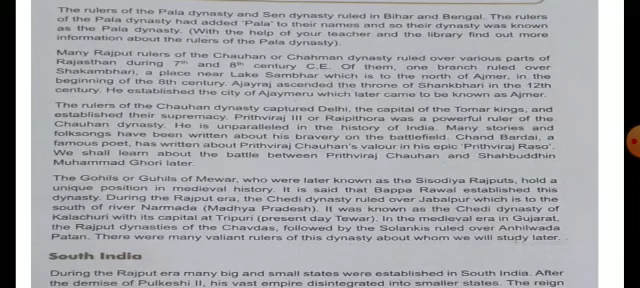 The rulers of the Pala dynasty and Sen dynasty ruled in Bihar and Bengal. The rulers
of the Pala dynasty had added 'Pala' to their names and so their dynasty was known
as the Pala dynasty. (With the help of your teacher and the library find out more
information about the rulers of the Pala dynasty).
Many Rajput rulers of the Chauhan or Chahman dynasty ruled over various parts of
Rajasthan during 7th and 8th century C.E. Of them, one branch ruled over
Shakambhari, a place near Lake Sambhar which is to the north of Ajmer, in the
beginning of the 8th century. Ajayraj ascended the throne of Shankbhari in the 12th
century. He established the city of Ajaymeru which later came to be known as Ajmer.
The rulers of the Chauhan dynasty captured Delhi, the capital of the Tomar kings, and
established their supremacy. Prithviraj III or Raipithora was a powerful ruler of the
Chauhan dynasty. He is unparalleled in the history of India. Many stories and
folksongs have been written about his bravery on the battlefield. Chand Bardai, a
famous poet, has written about Prithviraj Chauhan's valour in his epic 'Prithviraj Raso'.
We shall learn about the battle between Prithviraj Chauhan and Shahbuddhin
Muhammad Ghori later.
The Gohils or Guhils of Mewar, who were later known as the Sisodiya Rajputs, hold a
unique position in medieval history. It is said that Bappa Rawal established this
dynasty. During the Rajput era, the Chedi dynasty ruled over Jabalpur which is to the
south of river Narmada (Madhya Pradesh). It was known as the Chedi dynasty of
Kalachuri with its capital at Tripuri (present day Tewar). In the medieval era in Gujarat,
the Rajput dynasties of the Chavdas, followed by the Solankis ruled over Anhilwada
Patan. There were many valiant rulers of this dynasty about whom we will study later.
South India
During the Rajput era many big and small states were established in South India. After
the demise of Pulkeshi II, his vast empire disintegrated into smaller states. The reign